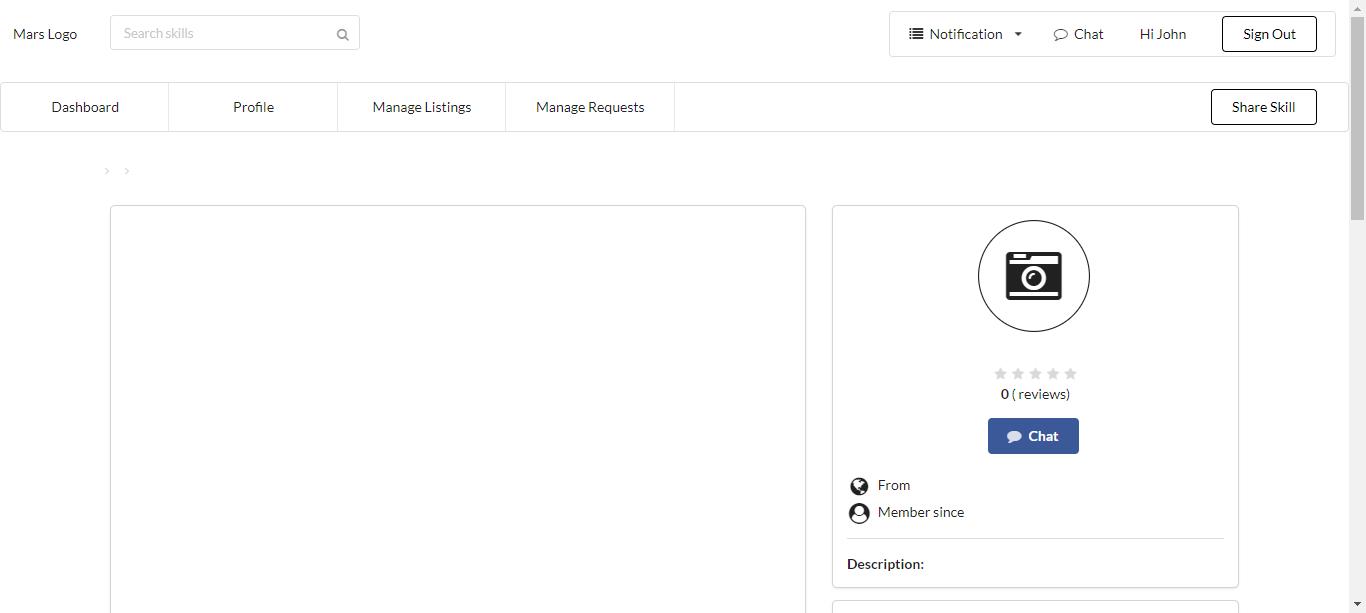 Mars Logo
Search skills
Notification
Chat
Hi John
Sign Out
Dashboard
Profile
Manage Listings
Manage Requests
Share Skill
0 ( reviews)
Chat
From
Member since
Description: